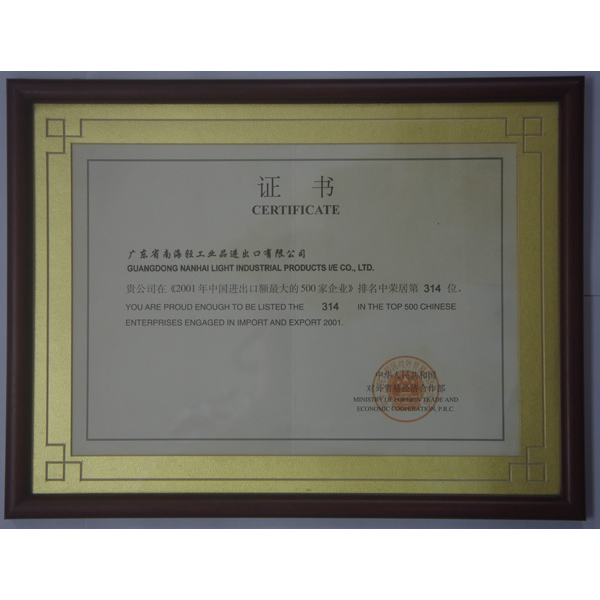 证 书
CERTIFICATE
广东省南海轻工业品进出口有限公司
GUANGDONG NANHAI LIGHT INDUSTRIAL PRODUCTS I/E CO., LTD.
贵公司在《2001年中国进出口额最大的500家企业》排名中荣居第 314 位。
YOU ARE PROUD ENOUGH TO BE LISTED THE 314 IN THE TOP 500 CHINESE
ENTERPRISES ENGAGED IN IMPORT AND EXPORT 2001.
中华人民共和国
对外贸易经济合作部
MINISTRY OF FOREIGN TRADE AND
ECONOMIC COOPERATION, P.R.C